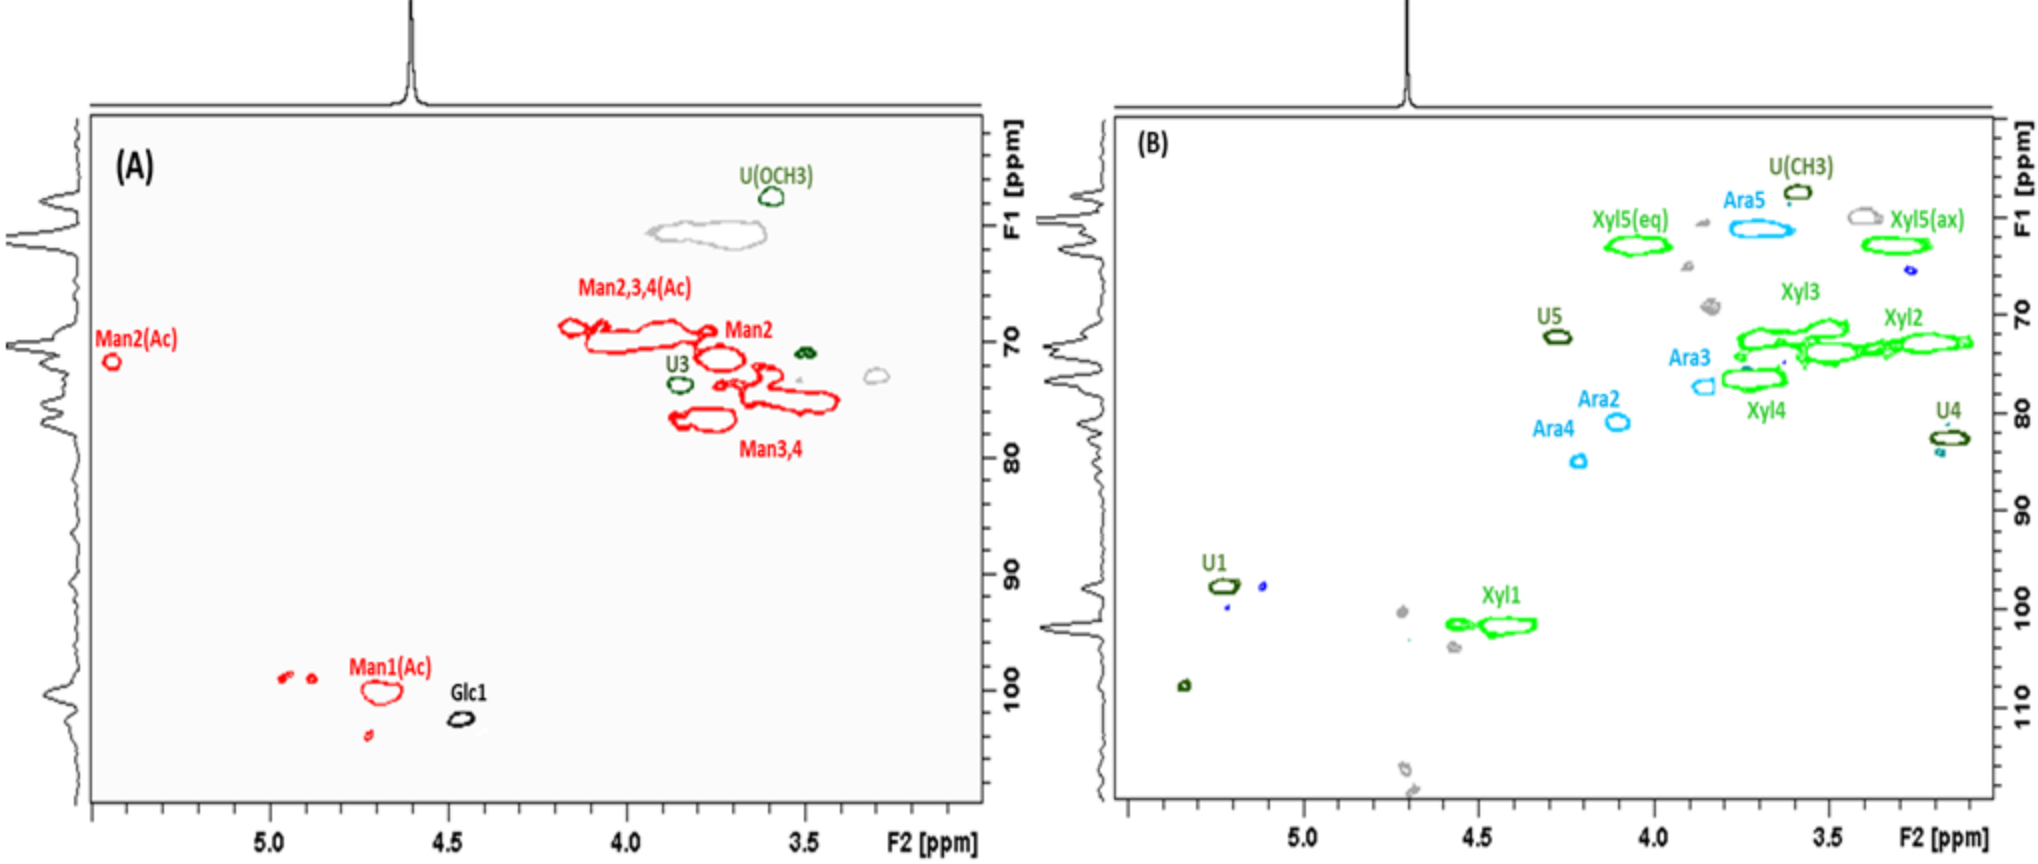 (A)
U(OCH3)
Man2,3,4(Ac)
Man2(Ac)
Man2
U3
Man3,4
Man1(Ac)
Glc1
5.0 4.5 4.0 3.5 F2 [ppm]
F1 [ppm]
70
80
90
100
(B)
U(CH3)
Ara5
Xyl5(eq)
Xyl5(ax)
Xyl3
U5
Xyl2
Ara3
Ara2
Xyl4
U4
Ara4
U1
Xyl1
5.0 4.5 4.0 3.5 F2 [ppm]
F1 [ppm]
70
80
90
100
110